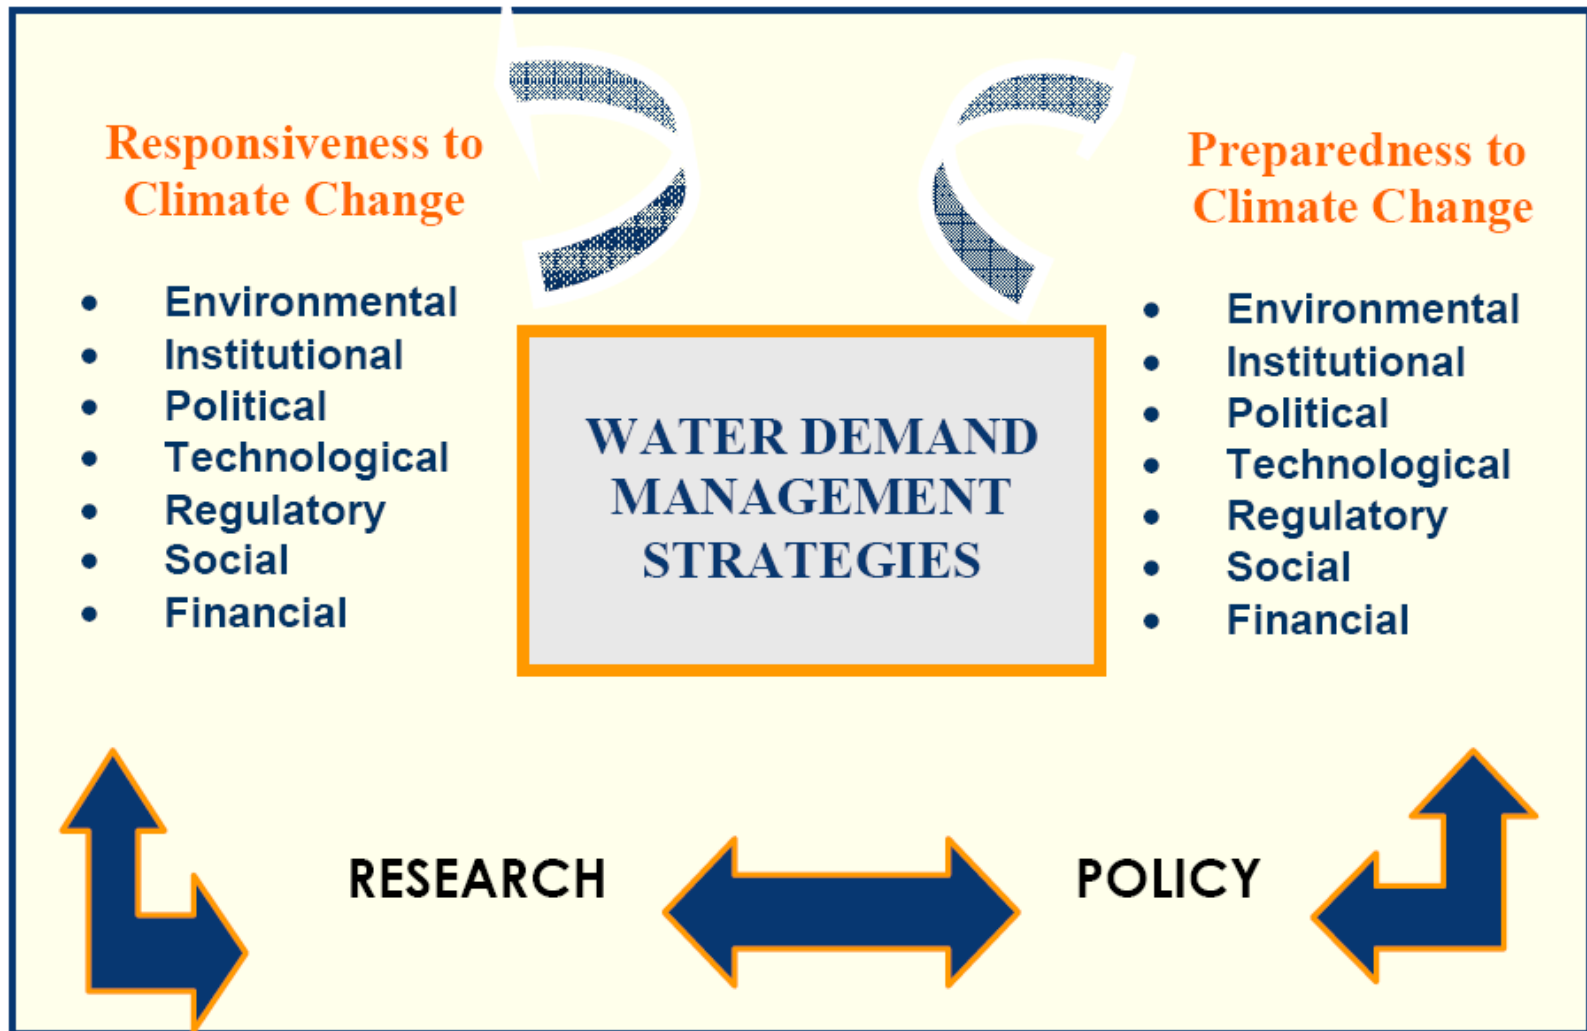 Responsiveness to
Climate Change
• Environmental
• Institutional
• Political
• Technological
• Regulatory
• Social
• Financial
WATER DEMAND
MANAGEMENT
STRATEGIES
Preparedness to
Climate Change
• Environmental
• Institutional
• Political
• Technological
• Regulatory
• Social
• Financial
RESEARCH
POLICY